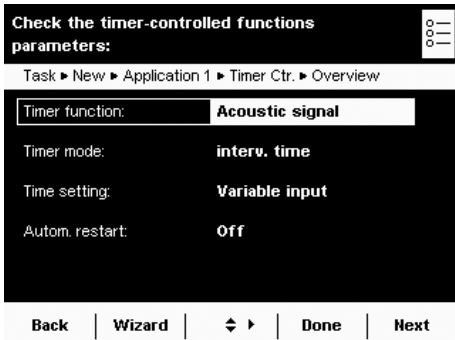 Check the timer-controlled functions
parameters:
Task ▸ New ▸ Application 1 ▸ Timer Ctr. ▸ Overview
Timer function: Acoustic signal
Timer mode: interv. time
Time setting: Variable input
Autom. restart: Off
Back Wizard Done Next